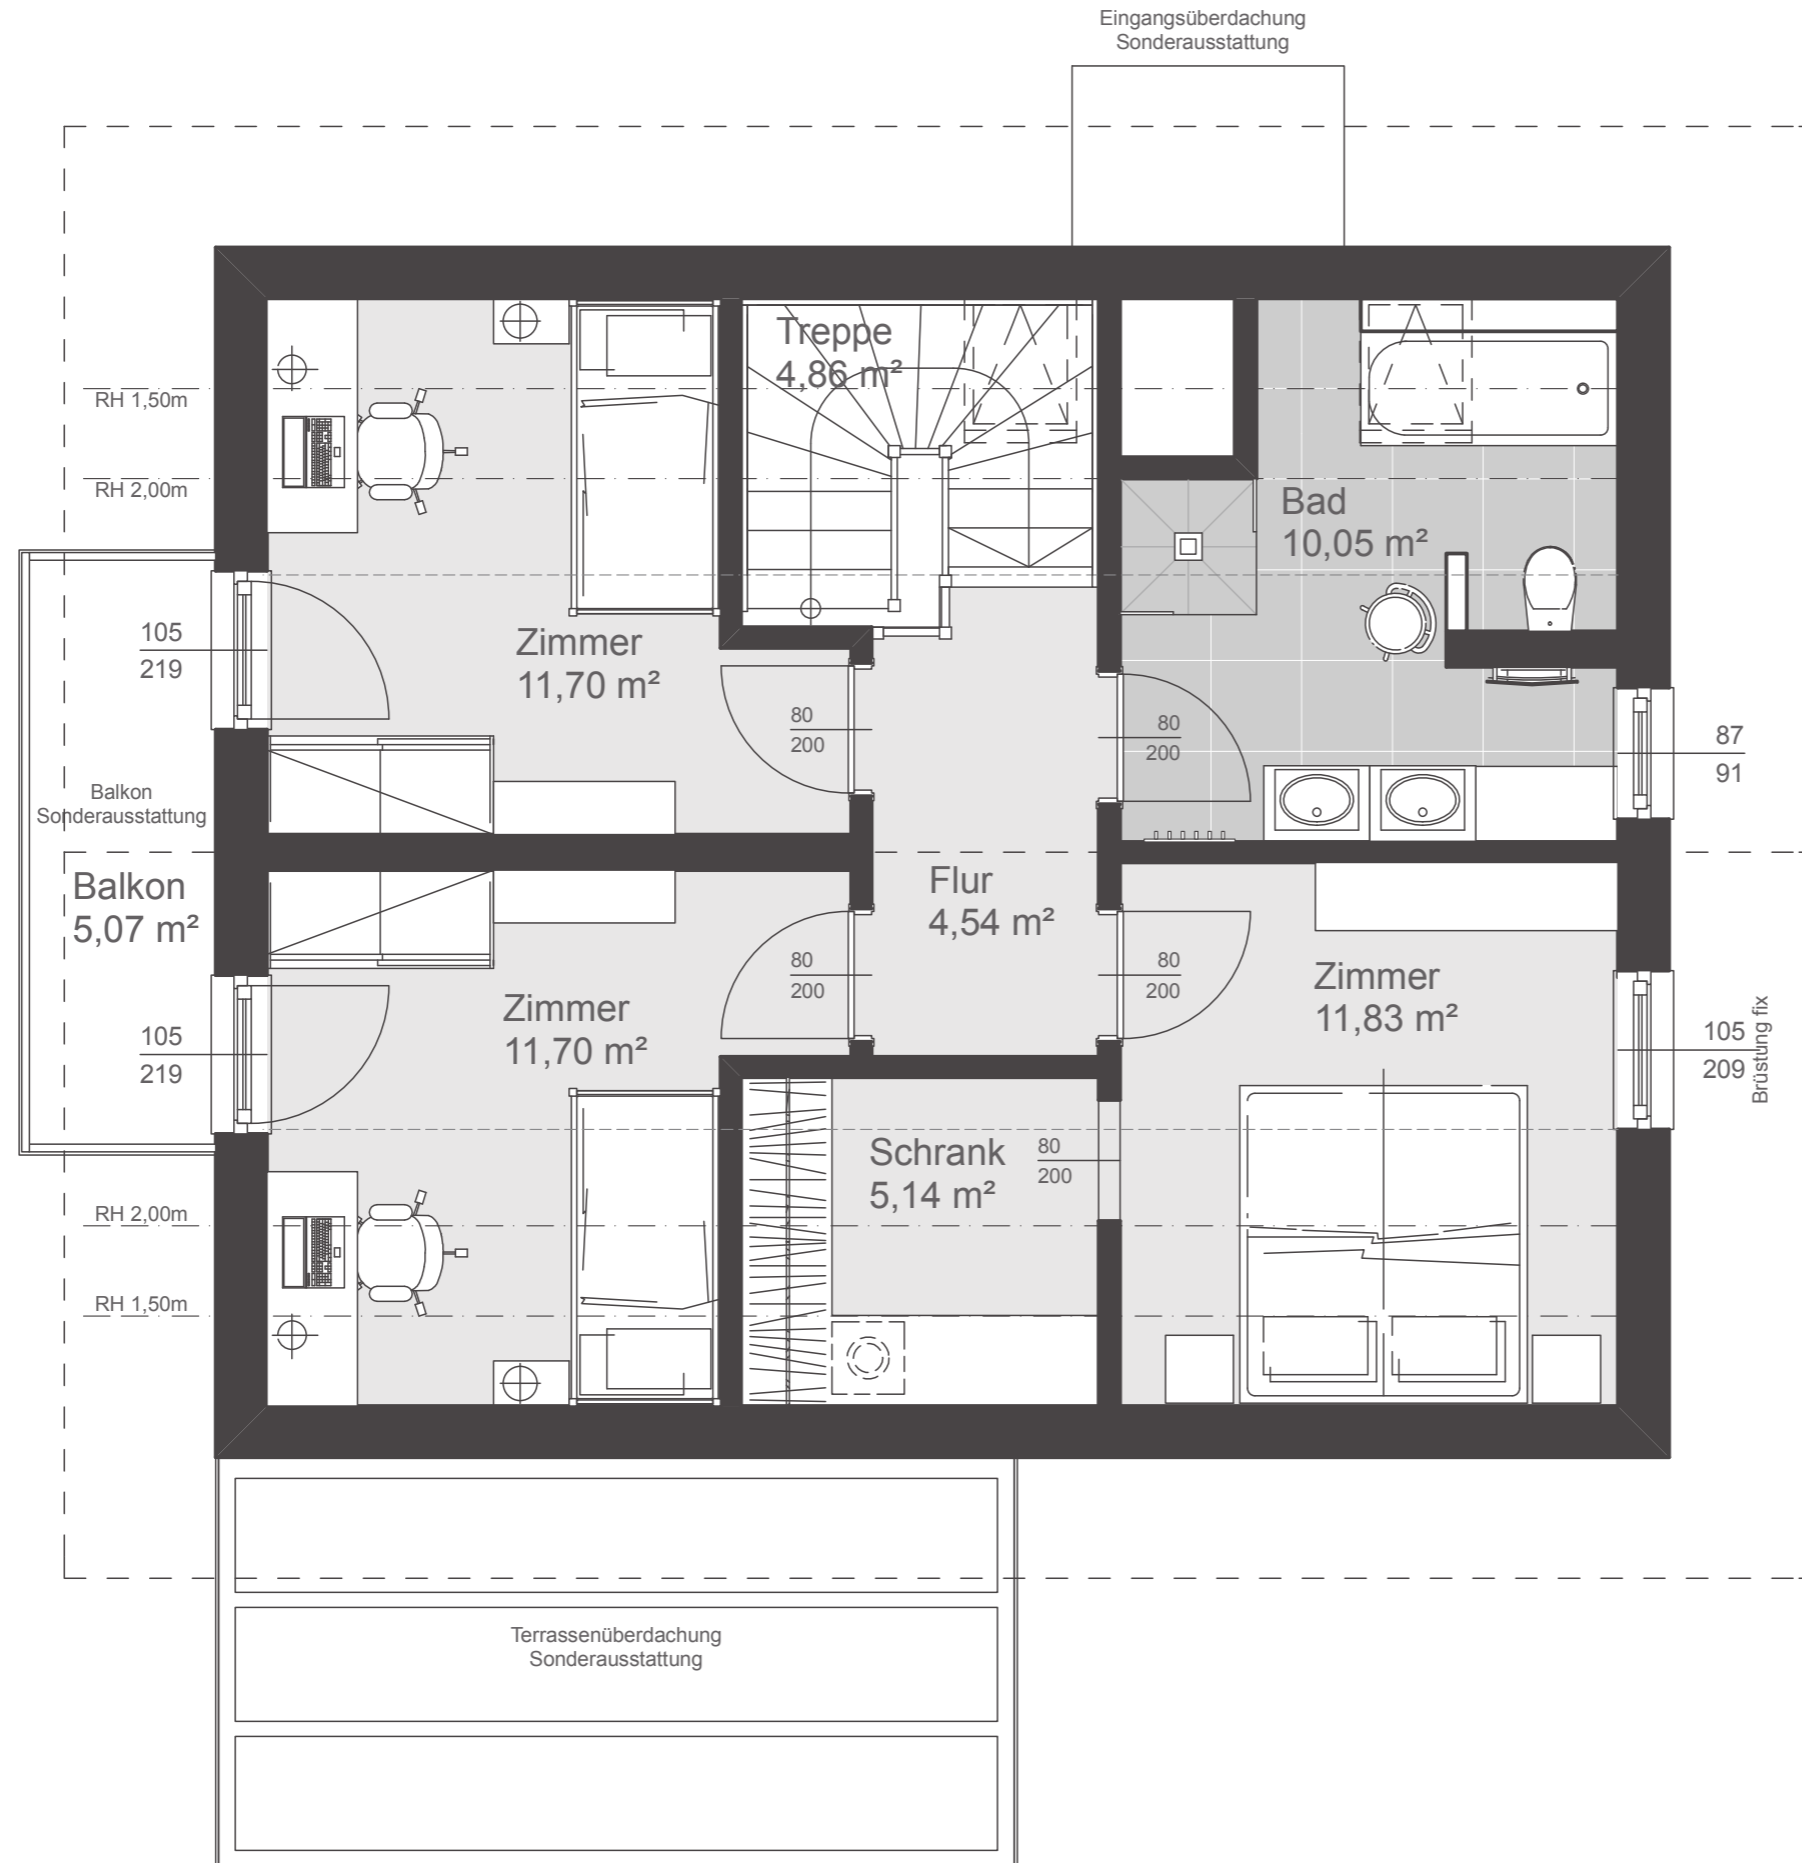 Eingangsüberdachung
Sonderausstattung
Treppe
4,86 m²
RH 1,50m
RH 2,00m
Bad
10,05 m²
105
219
Zimmer
11,70 m²
80
200
80
200
87
91
Balkon
Sonderausstattung
Balkon
5,07 m²
Flur
4,54 m²
80
200
80
200
Zimmer
11,83 m²
Zimmer
11,70 m²
105
219
105
209
Brüstung fix
Schrank
5,14 m²
80
200
RH 2,00m
RH 1,50m
Terrassenüberdachung
Sonderausstattung